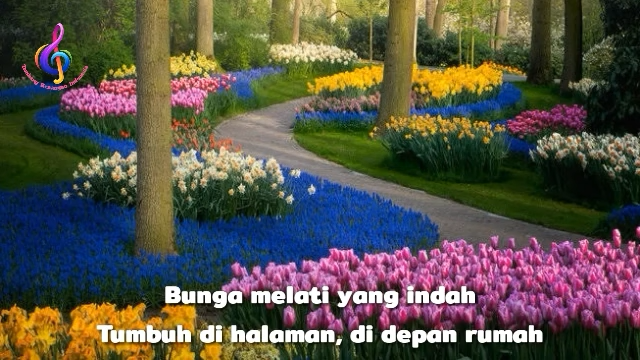 Bunga melati yang indah
Tumbuh di halaman, di depan rumah